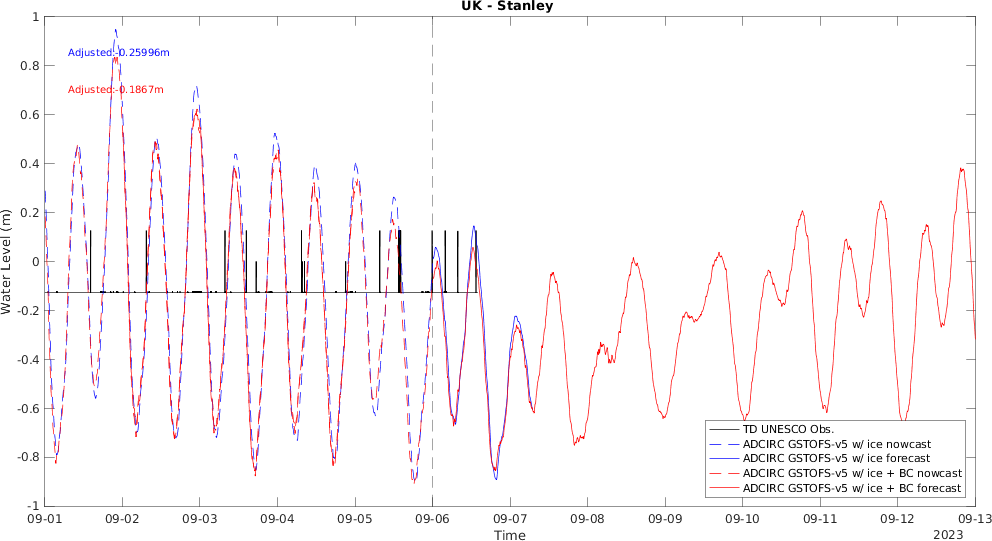 UK - Stanley
Adjusted:-0.25996m
Adjusted:-0.1867m
Water Level (m)
1
0.8
0.6
0.4
0.2
0
-0.2
-0.4
-0.6
-0.8
-1
TD UNESCO Obs.
ADCIRC GSTOFS-v5 w/ ice nowcast
ADCIRC GSTOFS-v5 w/ ice forecast
ADCIRC GSTOFS-v5 w/ ice + BC nowcast
ADCIRC GSTOFS-v5 w/ ice + BC forecast
09-01 09-02 09-03 09-04 09-05 09-06 09-07 09-08 09-09 09-10 09-11 09-12 09-13
Time
2023